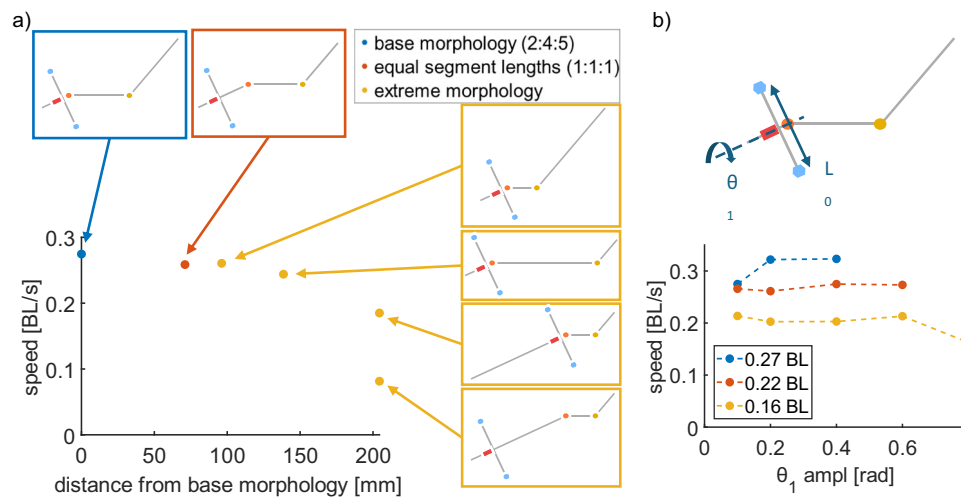 a)
base morphology (2:4:5)
equal segment lengths (1:1:1)
extreme morphology
speed [BL/s]
0.3
0.2
0.1
0
0 50 100 150 200
distance from base morphology [mm]
b)
θ
1
L
0
speed [BL/s]
0.3
0.2
0.1
0
0.27 BL
0.22 BL
0.16 BL
0 0.2 0.4 0.6
θ₁ ampl [rad]